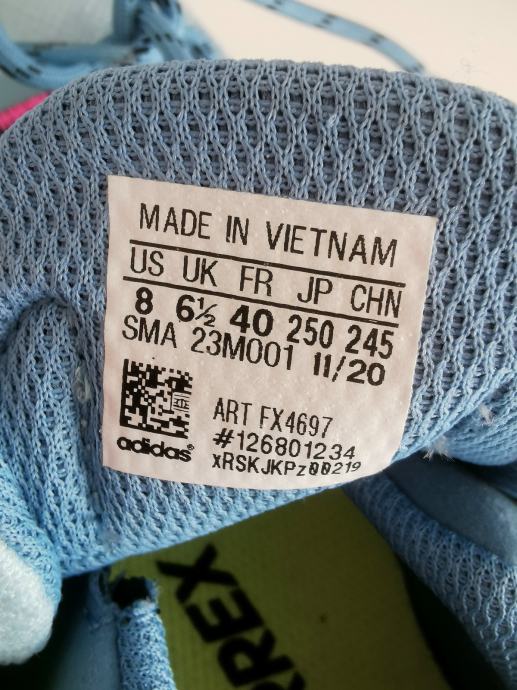 MADE IN VIETNAM
US UK FR JP CHN
8 6½ 40 250 245
SMA 23M001 11/20
ART FX4697
#126801234
xRSKJKPz00219
adidas
RREX